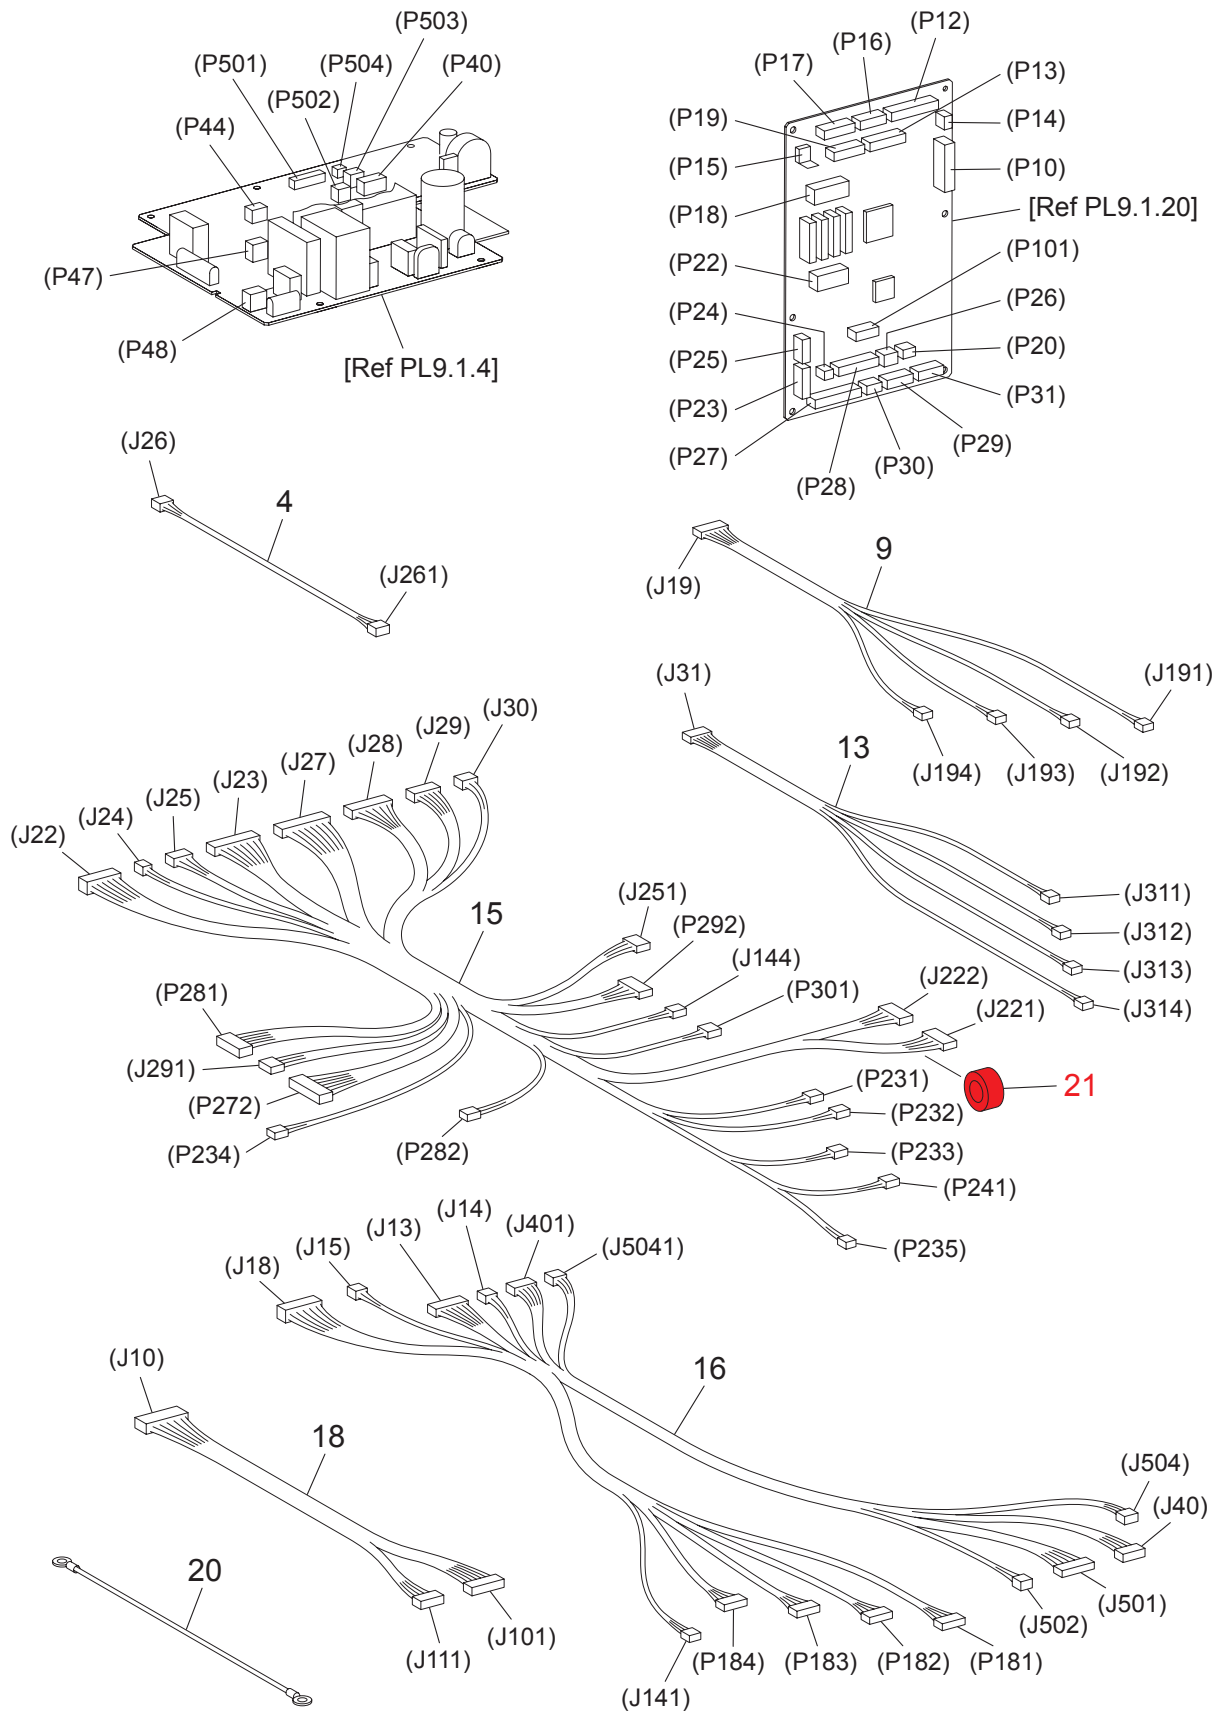 (P503)
(P501)
(P504)
(P40)
(P502)
(P44)
(P47)
(P48)
[Ref PL9.1.4]
(P12)
(P16)
(P17)
(P13)
(P19)
(P14)
(P15)
(P10)
(P18)
[Ref PL9.1.20]
(P22)
(P101)
(P24)
(P26)
(P25)
(P20)
(P23)
(P31)
(P27)
(P29)
(P30)
(P28)
(J26)
4
(J261)
9
(J19)
(J191)
(J192)
(J193)
(J194)
(J31)
13
(J311)
(J312)
(J313)
(J314)
(J30)
(J29)
(J28)
(J27)
(J23)
(J25)
(J24)
(J22)
15
(J251)
(P292)
(J144)
(P301)
(J222)
(J221)
21
(P281)
(J291)
(P272)
(P234)
(P282)
(P231)
(P232)
(P233)
(P241)
(P235)
(J18)
(J15)
(J13)
(J14)
(J401)
(J5041)
16
(J10)
18
(J504)
(J40)
(J501)
(J502)
20
(J101)
(J111)
(J141)
(P184)
(P183)
(P182)
(P181)